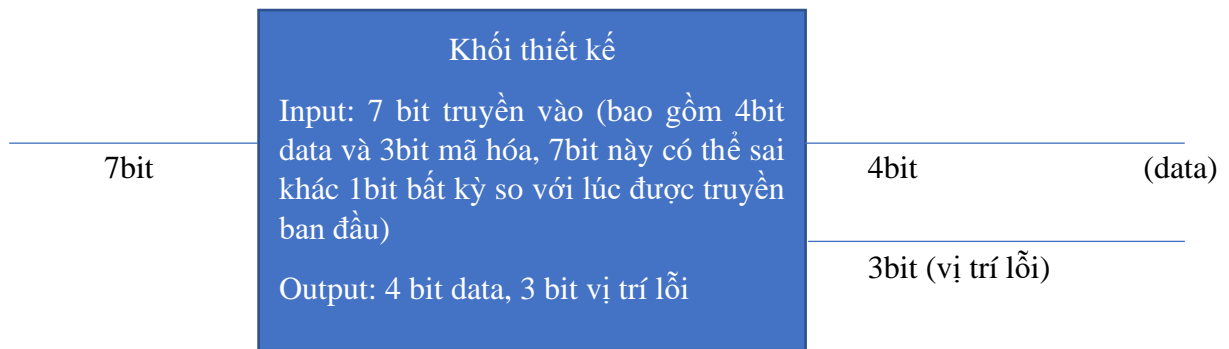 Khối thiết kế
Input: 7 bit truyền vào (bao gồm 4bit
data và 3bit mã hóa, 7bit này có thể sai
khác 1bit bất kỳ so với lúc được truyền
ban đầu)
Output: 4 bit data, 3 bit vị trí lỗi
7bit
4bit (data)
3bit (vị trí lỗi)